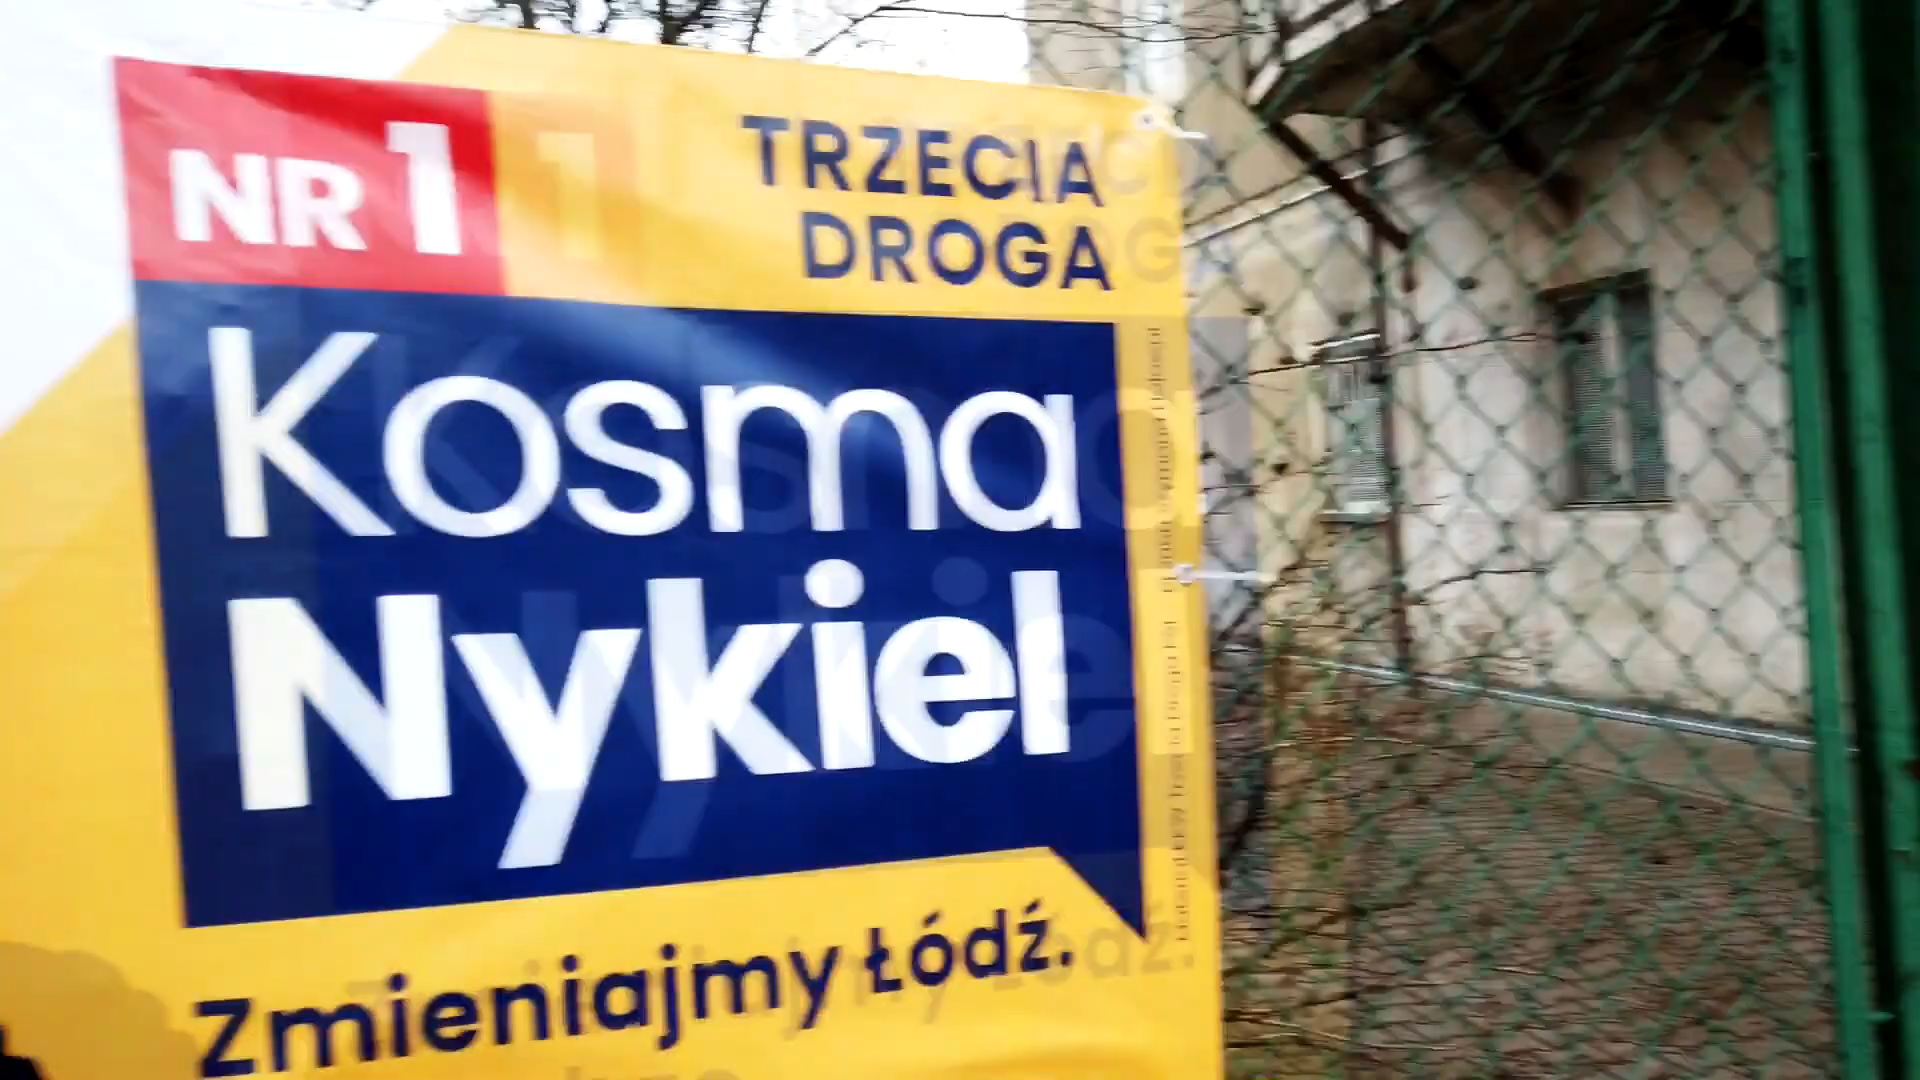 NR 1
TRZECIA
DROGA
Kosma
Nykiel
Zmieniajmy Łódź.